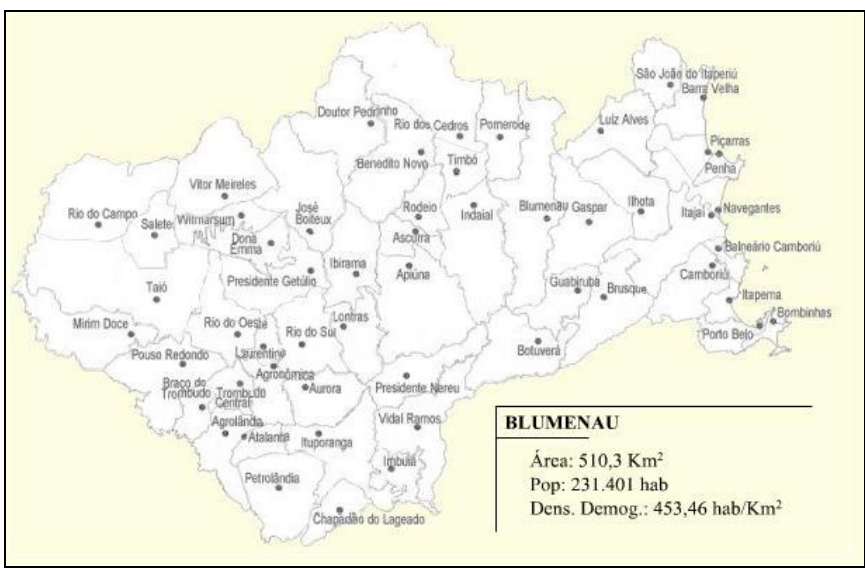 São João do Itaperiú
Barra Velha
Doutor Pedrinho
Rio dos Cedros
Pomerode
Luiz Alves
Piçarras
Penha
Benedito Novo
Timbó
Vitor Meireles
Rio do Campo
Salete
Witmarsum
José
Boiteux
Rodeio
Indaial
Blumenau
Gaspar
Ilhota
Itajaí
Navegantes
Dona
Emma
Ascurra
Ibirama
Apiúna
Balneário Camboriú
Camboriú
Presidente Getúlio
Taió
Guabiruba
Brusque
Itapema
Bombinhas
Porto Belo
Mirim Doce
Rio do Oeste
Rio do Sul
Lontras
Laurentino
Botuverá
Pouso Redondo
Agronômica
Braço do
Trombudo
Trombudo
Central
Aurora
Presidente Nereu
Agrolândia
Atalanta
Ituporanga
Vidal Ramos
Imbuia
Petrolândia
Chapadão do Lageado
BLUMENAU
Área: 510,3 Km²
Pop: 231.401 hab
Dens. Demog.: 453,46 hab/Km²